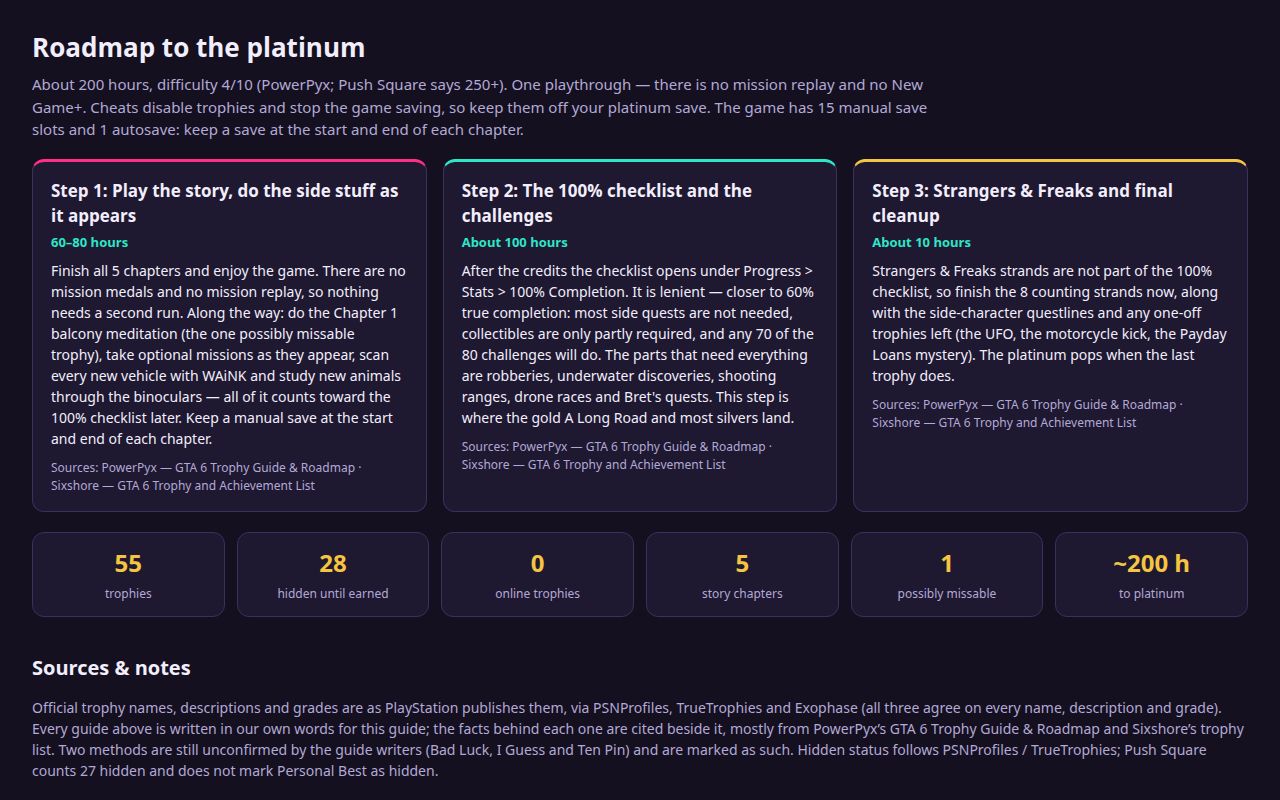 Roadmap to the platinum
About 200 hours, difficulty 4/10 (PowerPyx; Push Square says 250+). One playthrough — there is no mission replay and no New
Game+. Cheats disable trophies and stop the game saving, so keep them off your platinum save. The game has 15 manual save
slots and 1 autosave: keep a save at the start and end of each chapter.
Step 1: Play the story, do the side stuff as
it appears
60–80 hours
Finish all 5 chapters and enjoy the game. There are no
mission medals and no mission replay, so nothing
needs a second run. Along the way: do the Chapter 1
balcony meditation (the one possibly missable
trophy), take optional missions as they appear, scan
every new vehicle with WAiNK and study new animals
through the binoculars — all of it counts toward the
100% checklist later. Keep a manual save at the start
and end of each chapter.
Sources: PowerPyx — GTA 6 Trophy Guide & Roadmap ·
Sixshore — GTA 6 Trophy and Achievement List
Step 2: The 100% checklist and the
challenges
About 100 hours
After the credits the checklist opens under Progress >
Stats > 100% Completion. It is lenient — closer to 60%
true completion: most side quests are not needed,
collectibles are only partly required, and any 70 of the
80 challenges will do. The parts that need everything
are robberies, underwater discoveries, shooting
ranges, drone races and Bret's quests. This step is
where the gold A Long Road and most silvers land.
Sources: PowerPyx — GTA 6 Trophy Guide & Roadmap ·
Sixshore — GTA 6 Trophy and Achievement List
Step 3: Strangers & Freaks and final
cleanup
About 10 hours
Strangers & Freaks strands are not part of the 100%
checklist, so finish the 8 counting strands now, along
with the side-character questlines and any one-off
trophies left (the UFO, the motorcycle kick, the Payday
Loans mystery). The platinum pops when the last
trophy does.
Sources: PowerPyx — GTA 6 Trophy Guide & Roadmap ·
Sixshore — GTA 6 Trophy and Achievement List
55
trophies
28
hidden until earned
0
online trophies
5
story chapters
1
possibly missable
~200 h
to platinum
Sources & notes
Official trophy names, descriptions and grades are as PlayStation publishes them, via PSNProfiles, TrueTrophies and Exophase (all three agree on every name, description and grade).
Every guide above is written in our own words for this guide; the facts behind each one are cited beside it, mostly from PowerPyx’s GTA 6 Trophy Guide & Roadmap and Sixshore’s trophy
list. Two methods are still unconfirmed by the guide writers (Bad Luck, I Guess and Ten Pin) and are marked as such. Hidden status follows PSNProfiles / TrueTrophies; Push Square
counts 27 hidden and does not mark Personal Best as hidden.